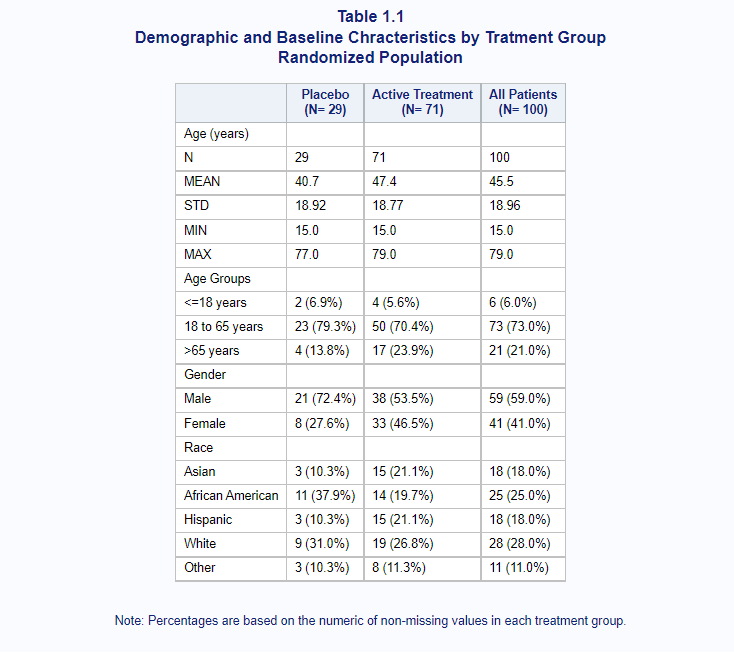 Table 1.1
Demographic and Baseline Chracteristics by Tratment Group
Randomized Population
Placebo Active Treatment All Patients
(N= 29) (N= 71) (N= 100)
Age (years)
N 29 71 100
MEAN 40.7 47.4 45.5
STD 18.92 18.77 18.96
MIN 15.0 15.0 15.0
MAX 77.0 79.0 79.0
Age Groups
<=18 years 2 (6.9%) 4 (5.6%) 6 (6.0%)
18 to 65 years 23 (79.3%) 50 (70.4%) 73 (73.0%)
>65 years 4 (13.8%) 17 (23.9%) 21 (21.0%)
Gender
Male 21 (72.4%) 38 (53.5%) 59 (59.0%)
Female 8 (27.6%) 33 (46.5%) 41 (41.0%)
Race
Asian 3 (10.3%) 15 (21.1%) 18 (18.0%)
African American 11 (37.9%) 14 (19.7%) 25 (25.0%)
Hispanic 3 (10.3%) 15 (21.1%) 18 (18.0%)
White 9 (31.0%) 19 (26.8%) 28 (28.0%)
Other 3 (10.3%) 8 (11.3%) 11 (11.0%)
Note: Percentages are based on the numeric of non-missing values in each treatment group.